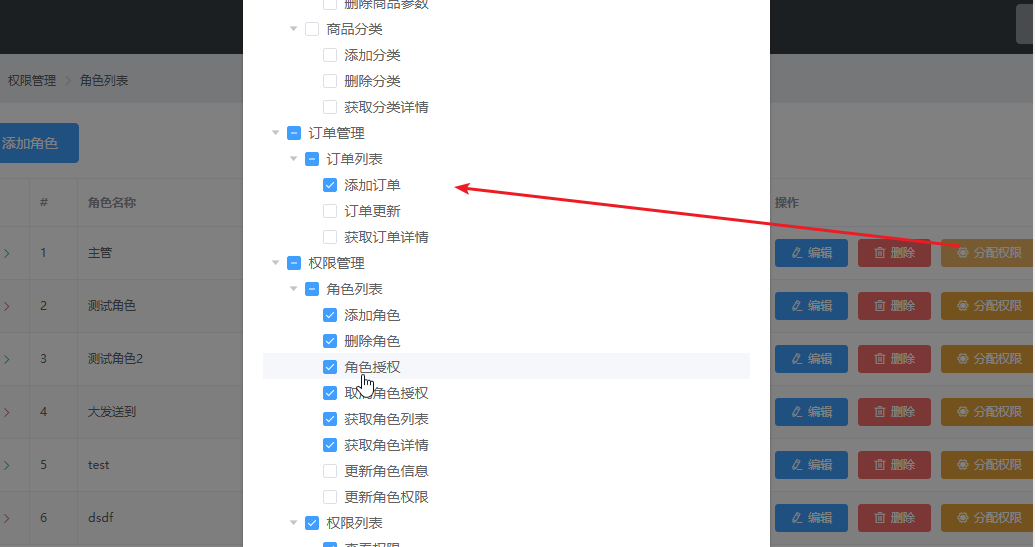 删除商品参数
商品分类
添加分类
权限管理 > 角色列表
删除分类
获取分类详情
订单管理
添加角色
订单列表
添加订单
# 角色名称 操作
订单更新
获取订单详情
1 主管 编辑 删除 分配权限
权限管理
角色列表
2 测试角色 编辑 删除 分配权限
添加角色
删除角色
3 测试角色2 编辑 删除 分配权限
角色授权
取消角色授权
4 大发送到 编辑 删除 分配权限
获取角色列表
获取角色详情
5 test 编辑 删除 分配权限
更新角色信息
更新角色权限
6 dsdf 编辑 删除 分配权限
权限列表
查看权限